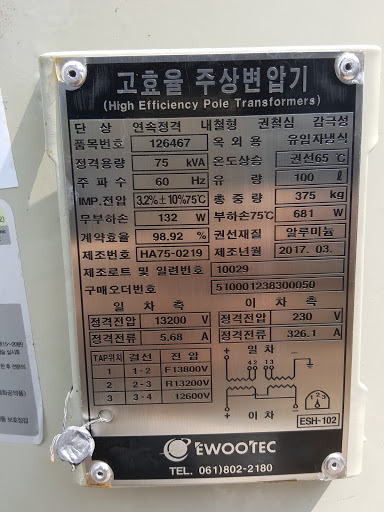 고효율 주상변압기
(High Efficiency Pole Transformers)
단 상 연속정격 내철형 권철심 감극성
품목번호 126467 옥 외 용 유입자냉식
정격용량 75 kVA 온도상승 권선65 ℃
주 파 수 60 Hz 유 량 100 ℓ
IMP.전압 3.2%±10%75℃ 총 중 량 375 kg
무부하손 132 W 부하손75℃ 681 W
계약효율 98.92 % 권선재질 알루미늄
제조번호 HA75-0219 제조년월 2017. 03.
제조로트 및 일련번호 10029
구매오더번호 510001238300050
일 차 측 이 차 측
정격전압 13200 V 정격전압 230 V
정격전류 5.68 A 정격전류 326.1 A
TAP위치 결선 전 압
1 1-2 F13800V
2 2-3 R13200V
3 3-4 12600V
+ 일 차 -
4 2 1 3
+ 이 차 -
1 2 3
ESH-102
EWOOTEC
TEL. 061)802-2180